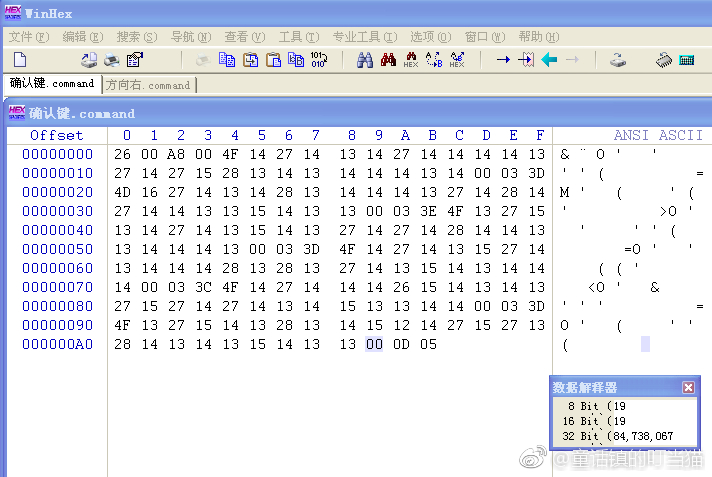 WinHex
文件(F) 编辑(E) 搜索(S) 导航(N) 查看(V) 工具(T) 专业工具(I) 选项(O) 窗口(W) 帮助(H)
确认键.command 方向右.command
确认键.command
Offset 0 1 2 3 4 5 6 7 8 9 A B C D E F ANSI ASCII
00000000 26 00 A8 00 4F 14 27 14 13 14 27 14 14 14 14 13 & ¨ O ' '
00000010 27 14 27 15 28 13 14 13 14 14 14 13 14 00 03 3D ' ' ( =
00000020 4D 16 27 14 13 14 28 13 14 14 14 13 27 14 28 14 M ' ( ' (
00000030 27 14 14 13 13 15 14 13 13 00 03 3E 4F 13 27 15 ' >O '
00000040 13 14 27 14 13 15 14 13 27 14 27 14 28 14 14 13 ' ' ' (
00000050 13 14 14 14 13 00 03 3D 4F 14 27 14 13 15 27 14 =O ' '
00000060 13 14 14 14 28 13 28 13 27 14 13 15 14 13 14 14 ( ( '
00000070 14 00 03 3C 4F 14 27 14 14 14 26 15 14 13 14 13 <O ' &
00000080 27 15 27 14 27 14 13 14 15 13 13 14 14 00 03 3D ' ' ' =
00000090 4F 13 27 15 14 13 28 13 14 15 12 14 27 15 27 13 O ' ( ' '
000000A0 28 14 13 14 13 15 14 13 13 00 0D 05 (
数据解释器
8 Bit (19
16 Bit (19
32 Bit (84,738,067
@童话镇的叮当猫